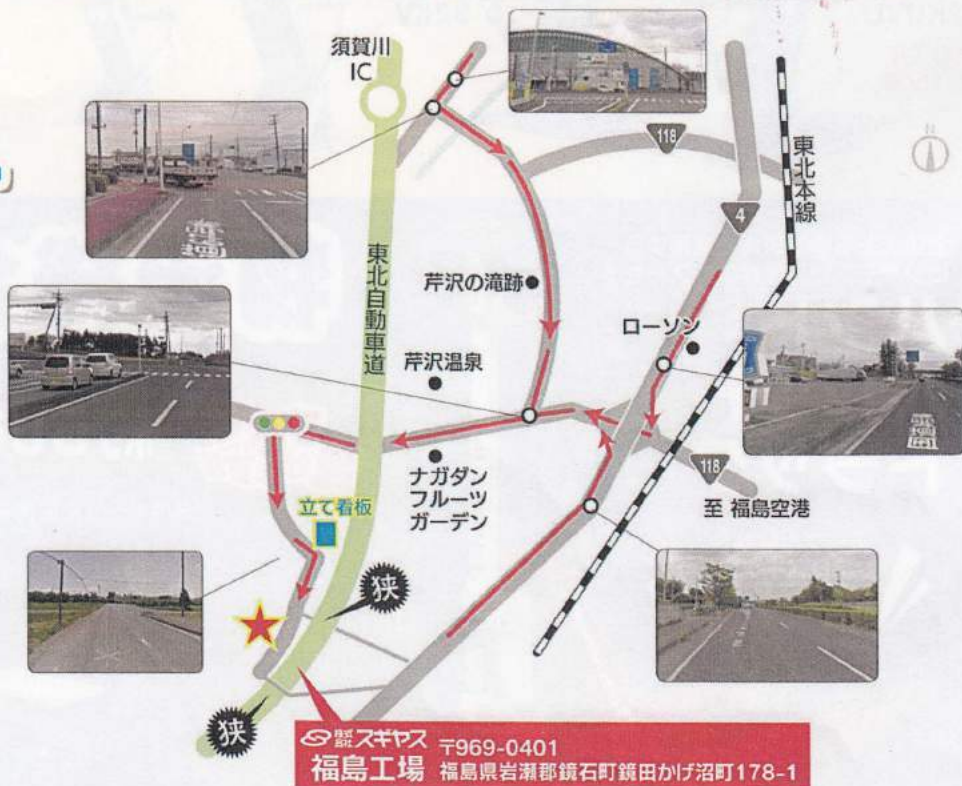 須賀川
IC
118
東北本線
4
東北自動車道
芹沢の滝跡
ローソン
芹沢温泉
ナガダン
フルーツ
ガーデン
118
至 福島空港
立て看板
狭
狭
株式会社スギヤス 〒969-0401
福島工場 福島県岩瀬郡鏡石町鏡田かげ沼町178-1